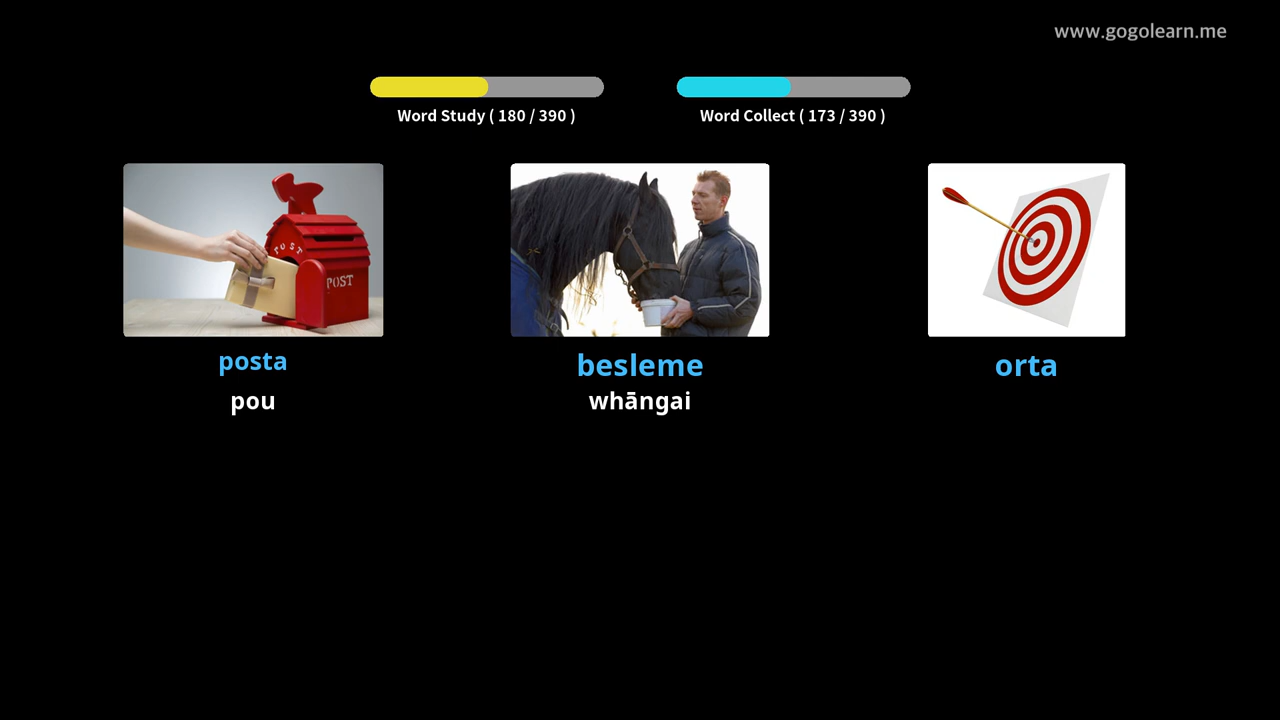 www.gogolearn.me
Word Study ( 180 / 390 )
Word Collect ( 173 / 390 )
POST
POST
posta
besleme
orta
pou
whāngai